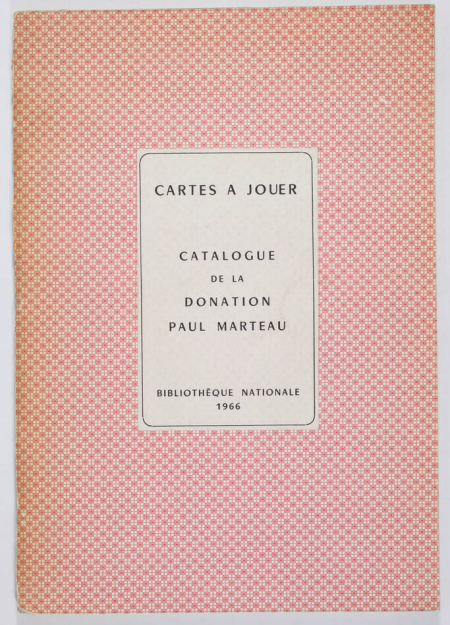 CARTES A JOUER
CATALOGUE
DE LA
DONATION
PAUL MARTEAU
BIBLIOTHÈQUE NATIONALE
1966